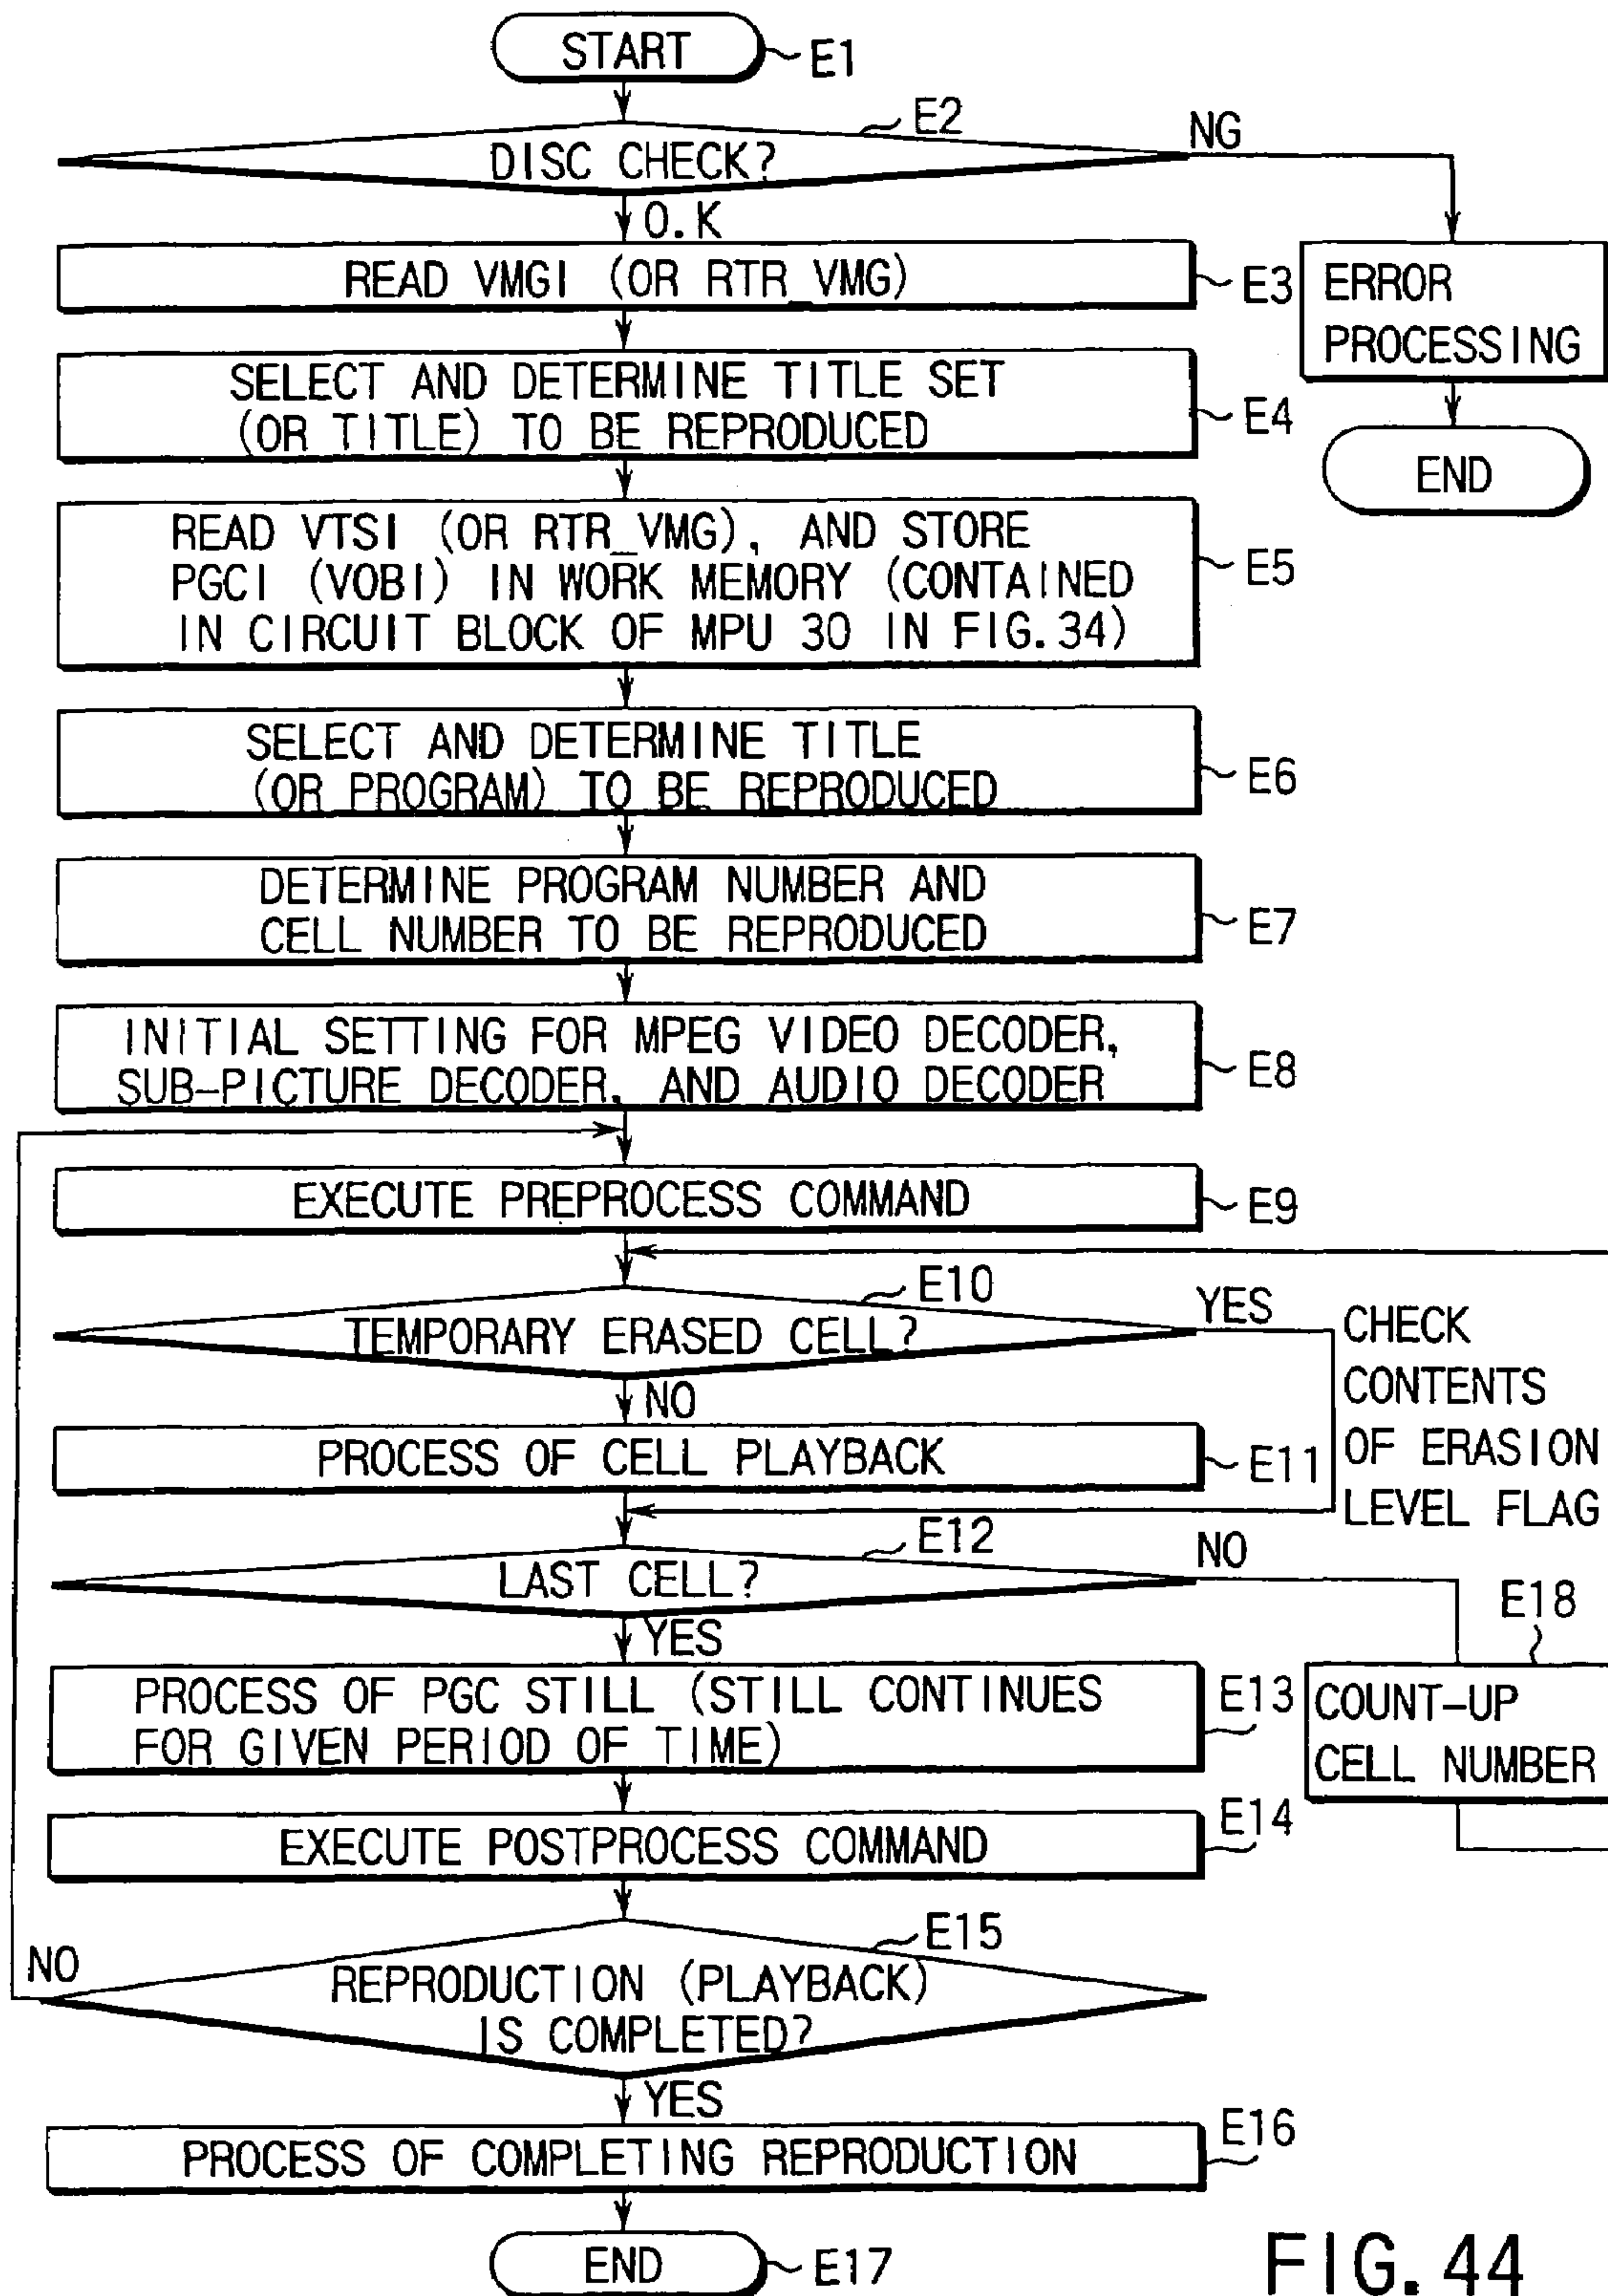 START
E1
E2
DISC CHECK?
NG
O.K
READ VMGI (OR RTR_VMG)
E3
ERROR
PROCESSING
END
SELECT AND DETERMINE TITLE SET
(OR TITLE) TO BE REPRODUCED
E4
READ VTSI (OR RTR_VMG), AND STORE
PGCI (VOBI) IN WORK MEMORY (CONTAINED
IN CIRCUIT BLOCK OF MPU 30 IN FIG.34)
E5
SELECT AND DETERMINE TITLE
(OR PROGRAM) TO BE REPRODUCED
E6
DETERMINE PROGRAM NUMBER AND
CELL NUMBER TO BE REPRODUCED
E7
INITIAL SETTING FOR MPEG VIDEO DECODER,
SUB-PICTURE DECODER, AND AUDIO DECODER
E8
EXECUTE PREPROCESS COMMAND
E9
E10
TEMPORARY ERASED CELL?
YES
NO
CHECK
CONTENTS
OF ERASION
LEVEL FLAG
PROCESS OF CELL PLAYBACK
E11
E12
LAST CELL?
NO
YES
E18
COUNT-UP
CELL NUMBER
PROCESS OF PGC STILL (STILL CONTINUES
FOR GIVEN PERIOD OF TIME)
E13
EXECUTE POSTPROCESS COMMAND
E14
E15
NO
REPRODUCTION (PLAYBACK)
IS COMPLETED?
YES
PROCESS OF COMPLETING REPRODUCTION
E16
END
E17
FIG. 44